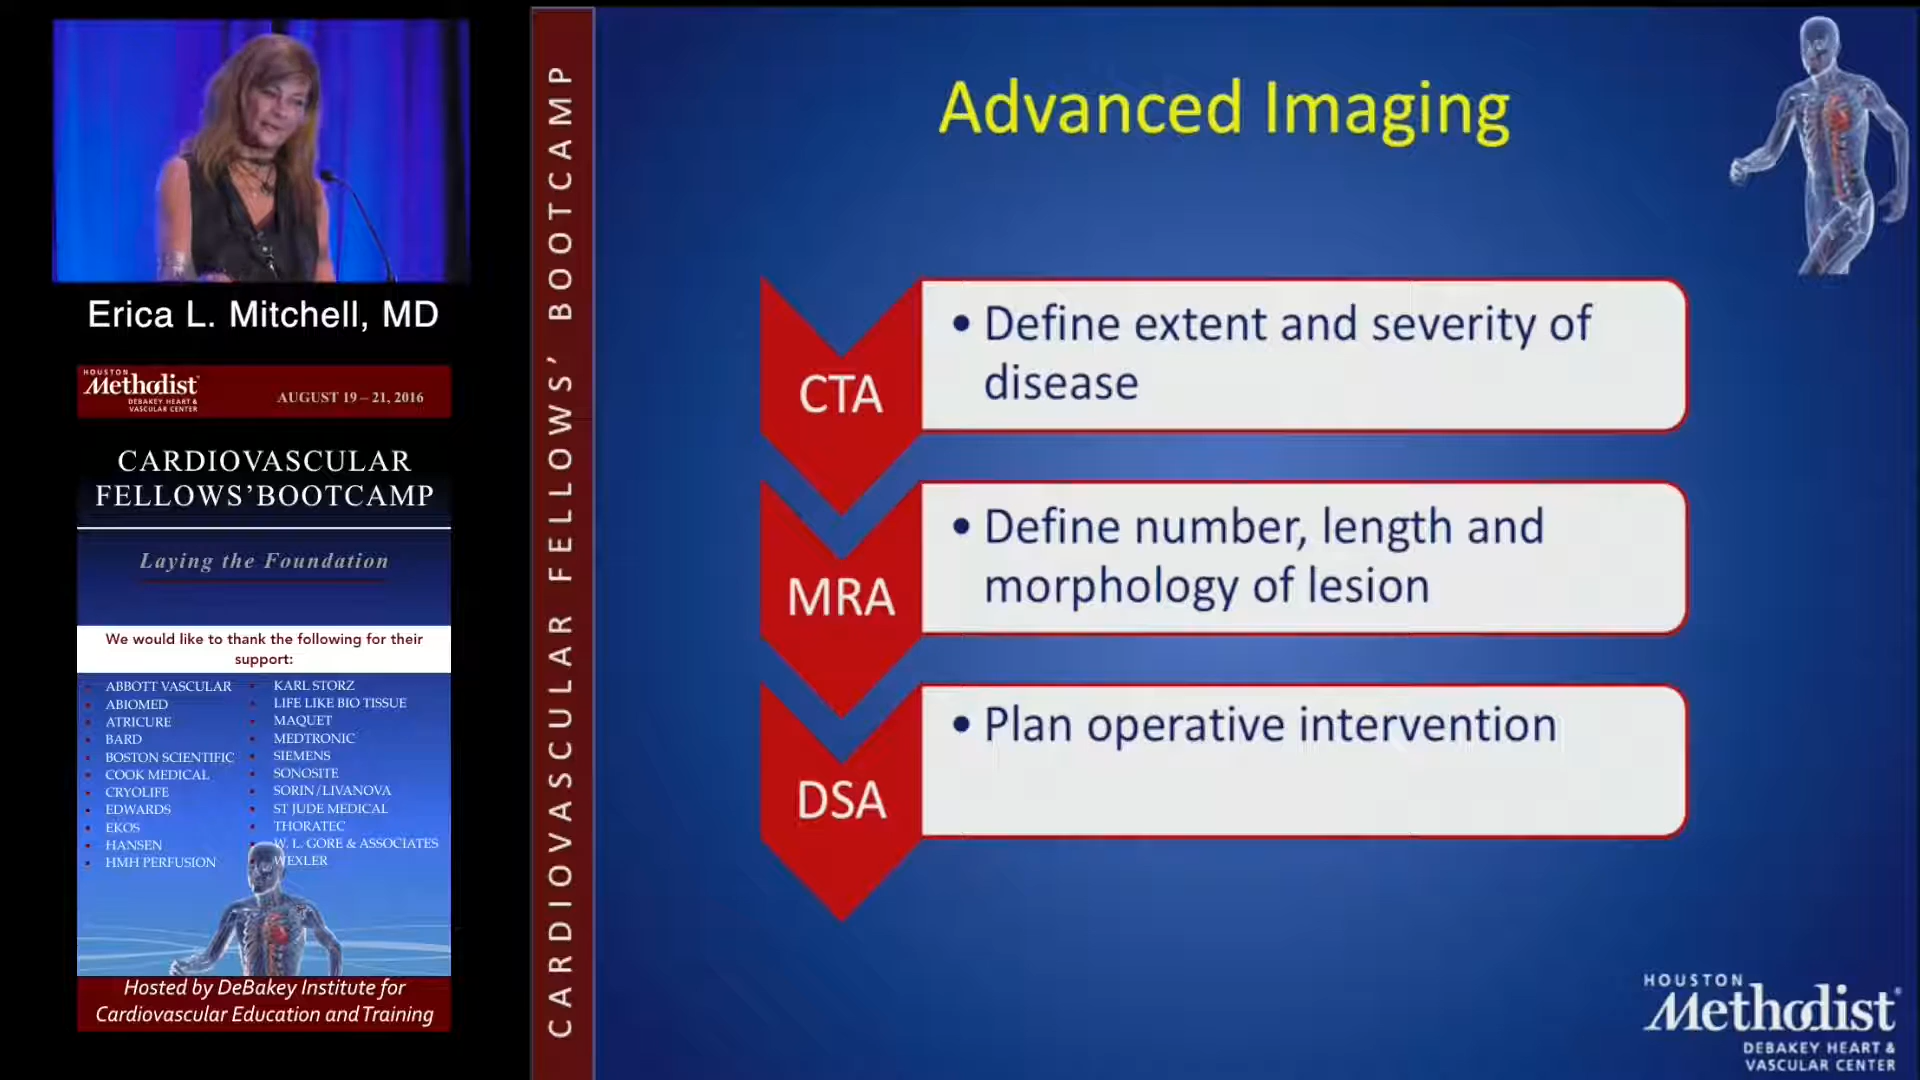 Erica L. Mitchell, MD
HOUSTON
Methodist
DEBAKEY HEART &
VASCULAR CENTER
AUGUST 19 – 21, 2016
CARDIOVASCULAR
FELLOWS’BOOTCAMP
Laying the Foundation
We would like to thank the following for their
support:
• ABBOTT VASCULAR
• ABIOMED
• ATRICURE
• BARD
• BOSTON SCIENTIFIC
• COOK MEDICAL
• CRYOLIFE
• EDWARDS
• EKOS
• HANSEN
• HMH PERFUSION
• KARL STORZ
• LIFE LIKE BIO TISSUE
• MAQUET
• MEDTRONIC
• SIEMENS
• SONOSITE
• SORIN/LIVANOVA
• ST JUDE MEDICAL
• THORATEC
• W. L. GORE & ASSOCIATES
WEXLER
Hosted by DeBakey Institute for
Cardiovascular Education and Training
CARDIOVASCULAR FELLOWS’ BOOTCAMP
Advanced Imaging
CTA
• Define extent and severity of
disease
MRA
• Define number, length and
morphology of lesion
DSA
• Plan operative intervention
HOUSTON
Methodist®
DEBAKEY HEART &
VASCULAR CENTER